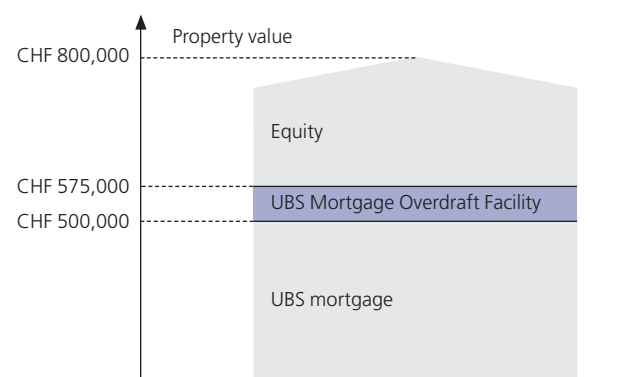 Property value
CHF 800,000
Equity
CHF 575,000
UBS Mortgage Overdraft Facility
CHF 500,000
UBS mortgage